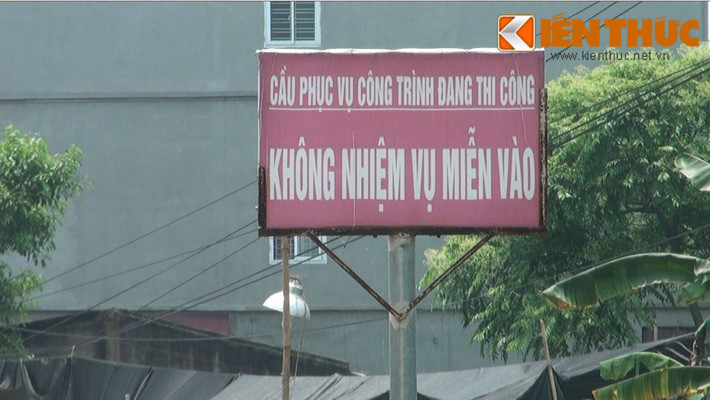 KIẾN THỨC
www.kienthuc.net.vn
CẦU PHỤC VỤ CÔNG TRÌNH ĐANG THI CÔNG
KHÔNG NHIỆM VỤ MIỄN VÀO